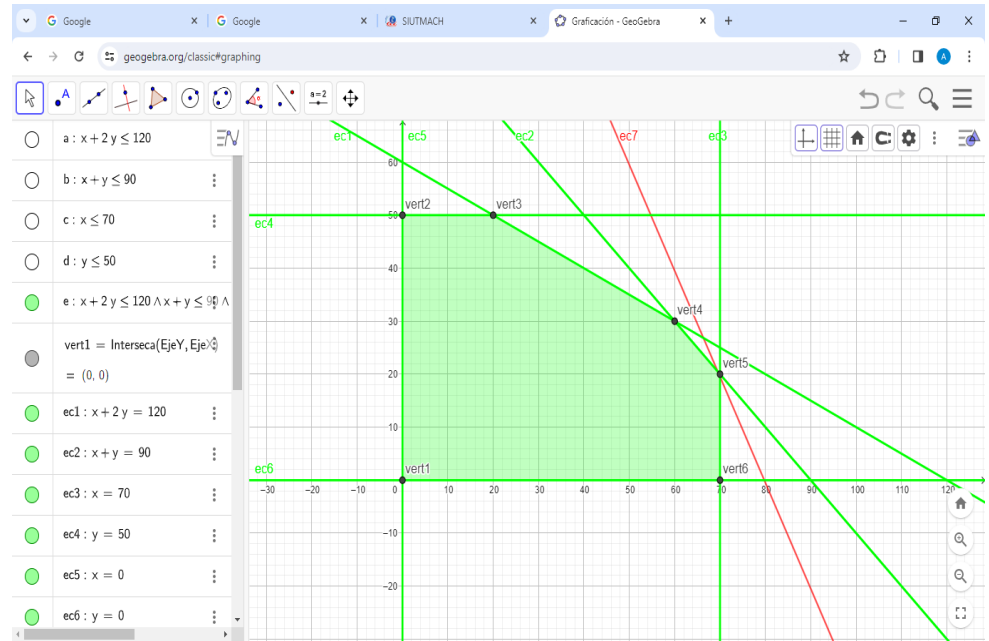 Google
Google
SIUTMACH
Graficación - GeoGebra
geogebra.org/classic#graphing
A
A
a = 2
a : x + 2 y ≤ 120
b : x + y ≤ 90
c : x ≤ 70
d : y ≤ 50
e : x + 2 y ≤ 120 ∧ x + y ≤ 90 ∧
vert1 = Interseca(EjeY, EjeX)
= (0, 0)
ec1 : x + 2 y = 120
ec2 : x + y = 90
ec3 : x = 70
ec4 : y = 50
ec5 : x = 0
ec6 : y = 0
ec1 ec5 ec2 ec7 ec3
60
vert2 vert3
50
ec4
40
30
vert4
20
vert5
10
ec6 vert1 vert6
−30 −20 −10 0 10 20 30 40 50 60 70 80 90 100 110 120
−10
−20